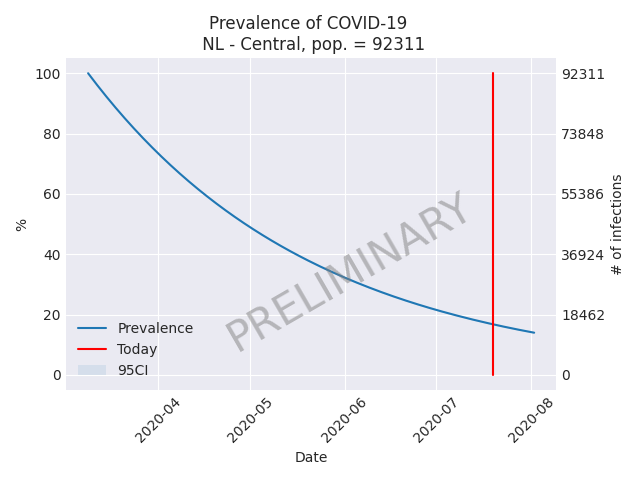 Prevalence of COVID-19
NL - Central, pop. = 92311
100
80
60
40
20
0
%
92311
73848
55386
36924
18462
0
# of infections
PRELIMINARY
Prevalence
Today
95CI
2020-04
2020-05
2020-06
2020-07
2020-08
Date